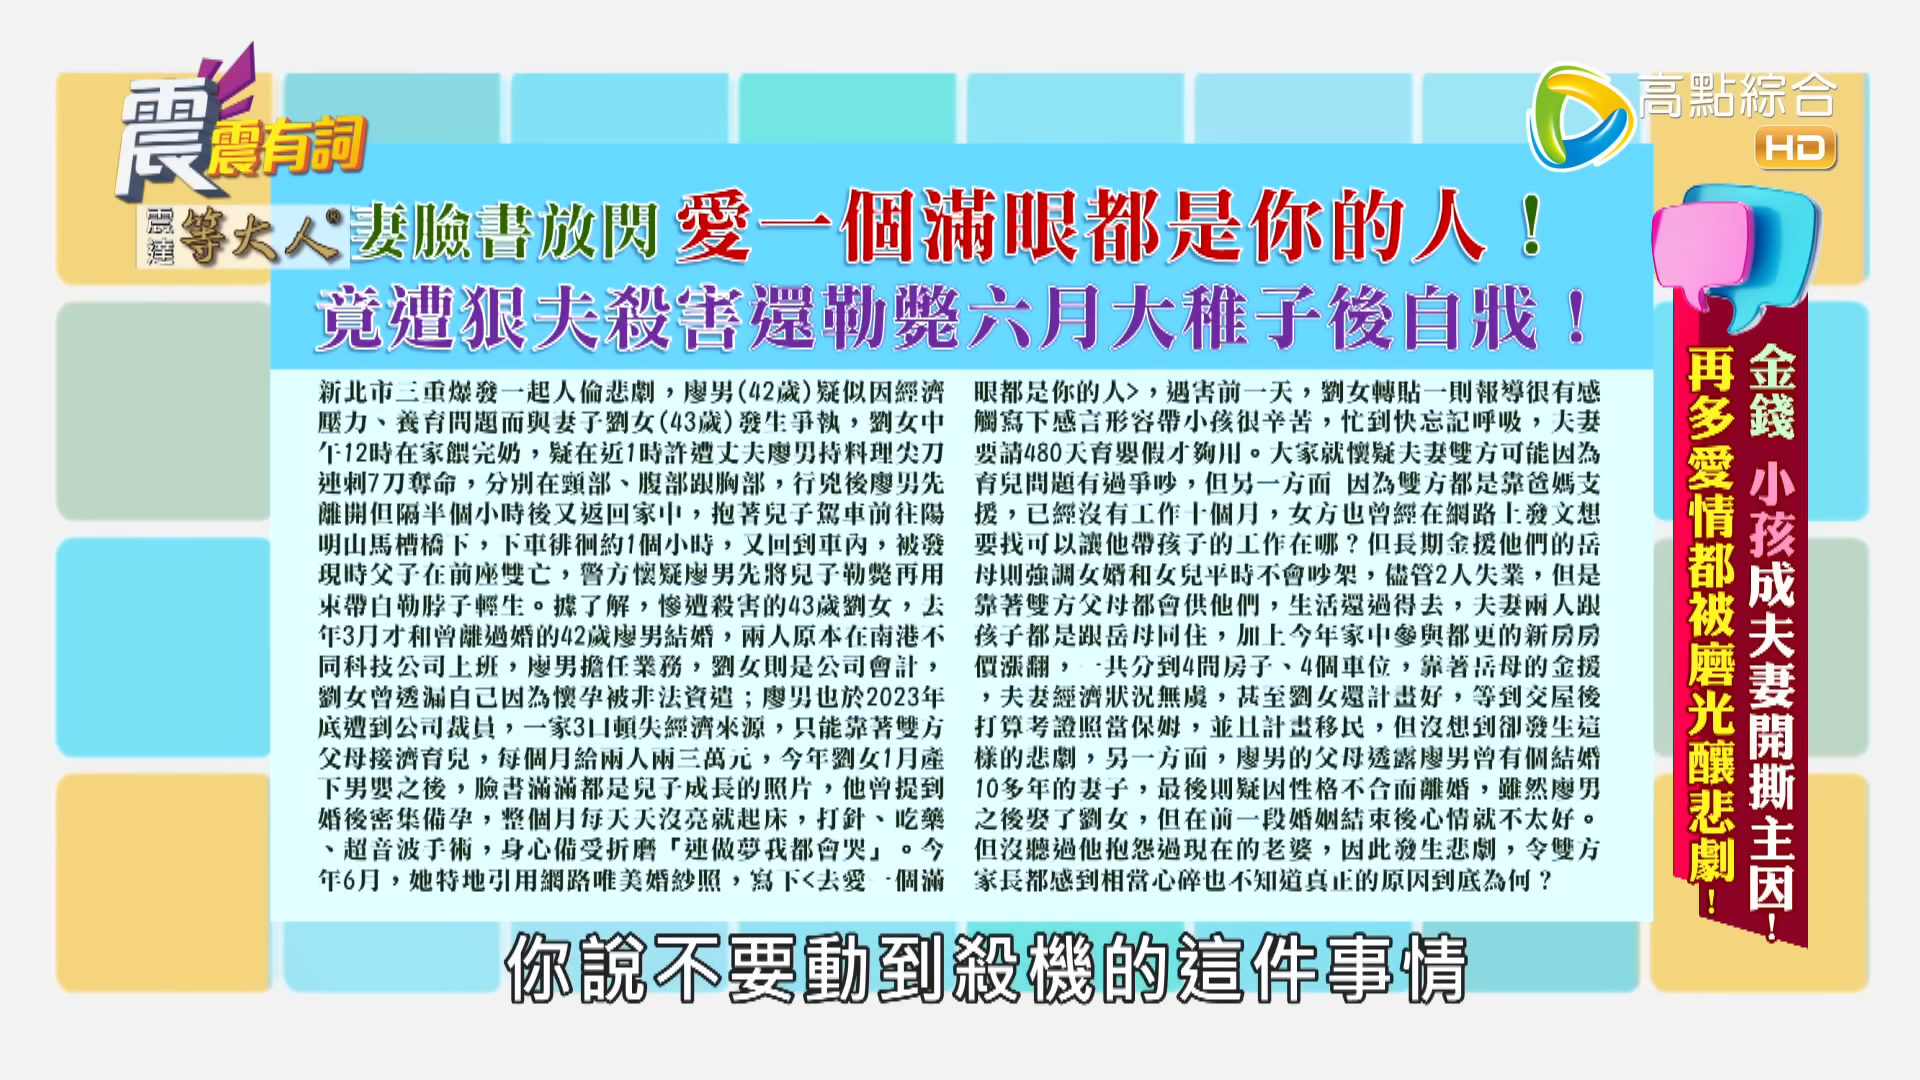 震震有詞
震達 等大人®
高點綜合
HD
妻臉書放閃 愛一個滿眼都是你的人！
竟遭狠夫殺害還勒斃六月大稚子後自戕！
新北市三重爆發一起人倫悲劇，廖男(42歲)疑似因經濟
壓力、養育問題而與妻子劉女(43歲)發生爭執，劉女中
午12時在家餵完奶，疑在近1時許遭丈夫廖男持料理尖刀
連刺7刀奪命，分別在頸部、腹部跟胸部，行兇後廖男先
離開但隔半個小時後又返回家中，抱著兒子駕車前往陽
明山馬槽橋下，下車徘徊約1個小時，又回到車內，被發
現時父子在前座雙亡，警方懷疑廖男先將兒子勒斃再用
束帶自勒脖子輕生。據了解，慘遭殺害的43歲劉女，去
年3月才和曾離過婚的42歲廖男結婚，兩人原本在南港不
同科技公司上班，廖男擔任業務，劉女則是公司會計，
劉女曾透漏自己因為懷孕被非法資遣；廖男也於2023年
底遭到公司裁員，一家3口頓失經濟來源，只能靠著雙方
父母接濟育兒，每個月給兩人兩三萬元，今年劉女1月產
下男嬰之後，臉書滿滿都是兒子成長的照片，他曾提到
婚後密集備孕，整個月每天天沒亮就起床，打針、吃藥
、超音波手術，身心備受折磨「連做夢我都會哭」。今
年6月，她特地引用網路唯美婚紗照，寫下<去愛一個滿
眼都是你的人>，遇害前一天，劉女轉貼一則報導很有感
觸寫下感言形容帶小孩很辛苦，忙到快忘記呼吸，夫妻
要請480天育嬰假才夠用。大家就懷疑夫妻雙方可能因為
育兒問題有過爭吵，但另一方面 因為雙方都是靠爸媽支
援，已經沒有工作十個月，女方也曾經在網路上發文想
要找可以讓他帶孩子的工作在哪？但長期金援他們的岳
母則強調女婿和女兒平時不會吵架，儘管2人失業，但是
靠著雙方父母都會供他們，生活還過得去，夫妻兩人跟
孩子都是跟岳母同住，加上今年家中參與都更的新房房
價漲翻，一共分到4間房子、4個車位，靠著岳母的金援
，夫妻經濟狀況無虞，甚至劉女還計畫好，等到交屋後
打算考證照當保姆，並且計畫移民，但沒想到卻發生這
樣的悲劇，另一方面，廖男的父母透露廖男曾有個結婚
10多年的妻子，最後則疑因性格不合而離婚，雖然廖男
之後娶了劉女，但在前一段婚姻結束後心情就不太好。
但沒聽過他抱怨過現在的老婆，因此發生悲劇，令雙方
家長都感到相當心碎也不知道真正的原因到底為何？
金錢 小孩成夫妻開撕主因！
再多愛情都被磨光釀悲劇！
你說不要動到殺機的這件事情